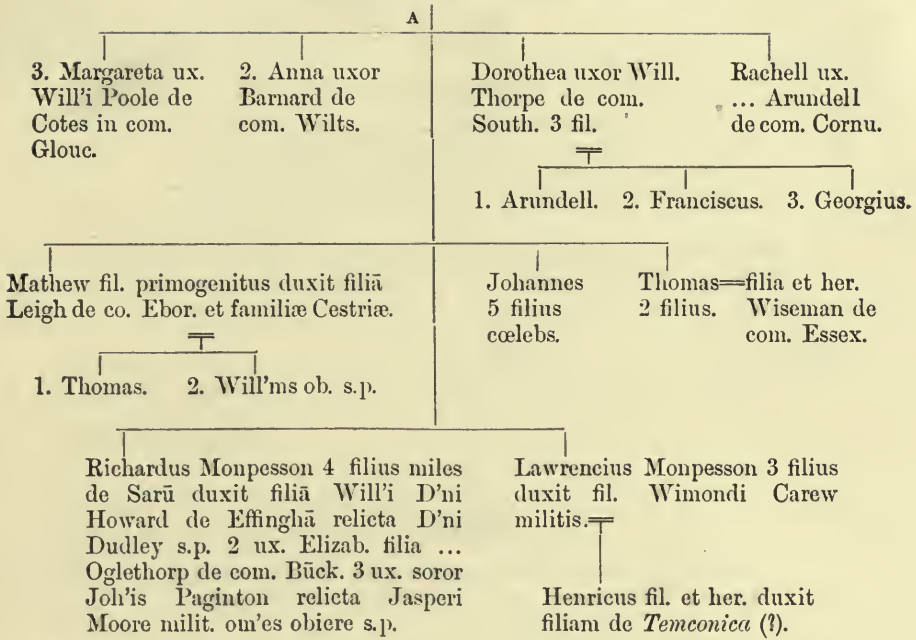 A
3. Margareta ux.
Will'i Poole de
Cotes in com.
Glouc.
2. Anna uxor
Barnard de
com. Wilts.
Dorothea uxor Will.
Thorpe de com.
South. 3 fil.
Rachell ux.
... Arundell
de com. Cornu.
1. Arundell. 2. Franciscus. 3. Georgius.
Mathew fil. primogenitus duxit filiā
Leigh de co. Ebor. et familiæ Cestriæ.
Johannes
5 filius
cœlebs.
Thomas═filia et her.
2 filius. Wiseman de
com. Essex.
1. Thomas. 2. Will'ms ob. s.p.
Richardus Monpesson 4 filius miles
de Sarū duxit filiā Will'i D'ni
Howard de Effinghā relicta D'ni
Dudley s.p. 2 ux. Elizab. filia ...
Oglethorp de com. Būck. 3 ux. soror
Joh'is Paginton relicta Jasperi
Moore milit. om'es obiere s.p.
Lawrencius Monpesson 3 filius
duxit fil. Wimondi Carew
militis.
Henricus fil. et her. duxit
filiam de Temconica (?).